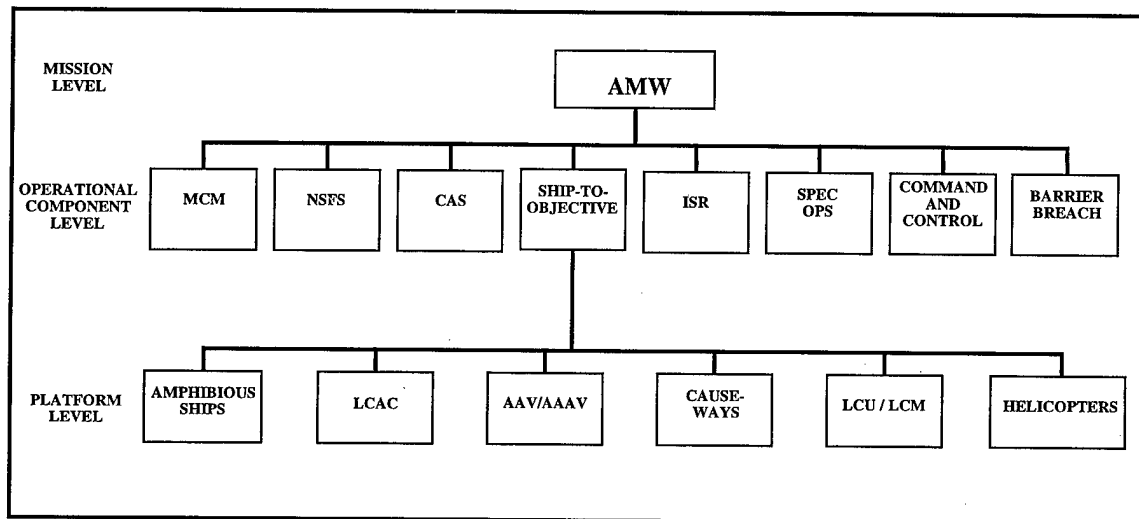 MISSION
LEVEL
AMW
OPERATIONAL
COMPONENT
LEVEL
MCM
NSFS
CAS
SHIP-TO-
OBJECTIVE
ISR
SPEC
OPS
COMMAND
AND
CONTROL
BARRIER
BREACH
PLATFORM
LEVEL
AMPHIBIOUS
SHIPS
LCAC
AAV/AAAV
CAUSE-
WAYS
LCU / LCM
HELICOPTERS